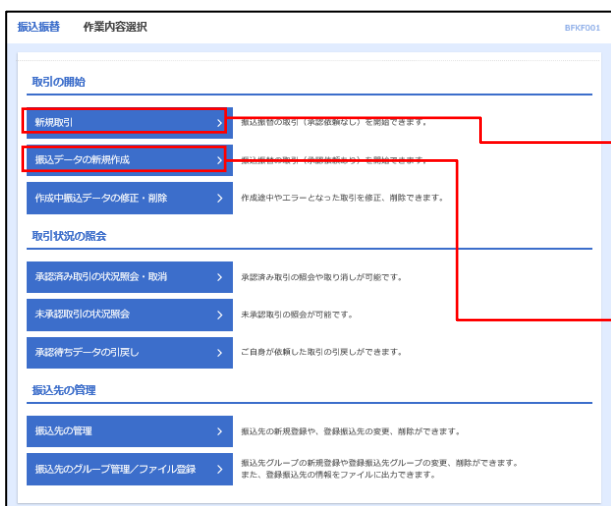 振込振替 作業内容選択 BFKF001
取引の開始
新規取引 振込振替の取引（承認依頼なし）を開始できます。
振込データの新規作成 振込振替の取引（承認依頼あり）を開始できます。
作成中振込データの修正・削除 作成途中やエラーとなった取引を修正、削除できます。
取引状況の照会
承認済み取引の状況照会・取消 承認済み取引の照会や取り消しが可能です。
未承認取引の状況照会 未承認取引の照会が可能です。
承認待ちデータの引戻し ご自身が依頼した取引の引戻しができます。
振込先の管理
振込先の管理 振込先の新規登録や、登録振込先の変更、削除ができます。
振込先のグループ管理／ファイル登録 振込先グループの新規登録や登録振込先グループの変更、削除ができます。
また、登録振込先の情報をファイルに出力できます。